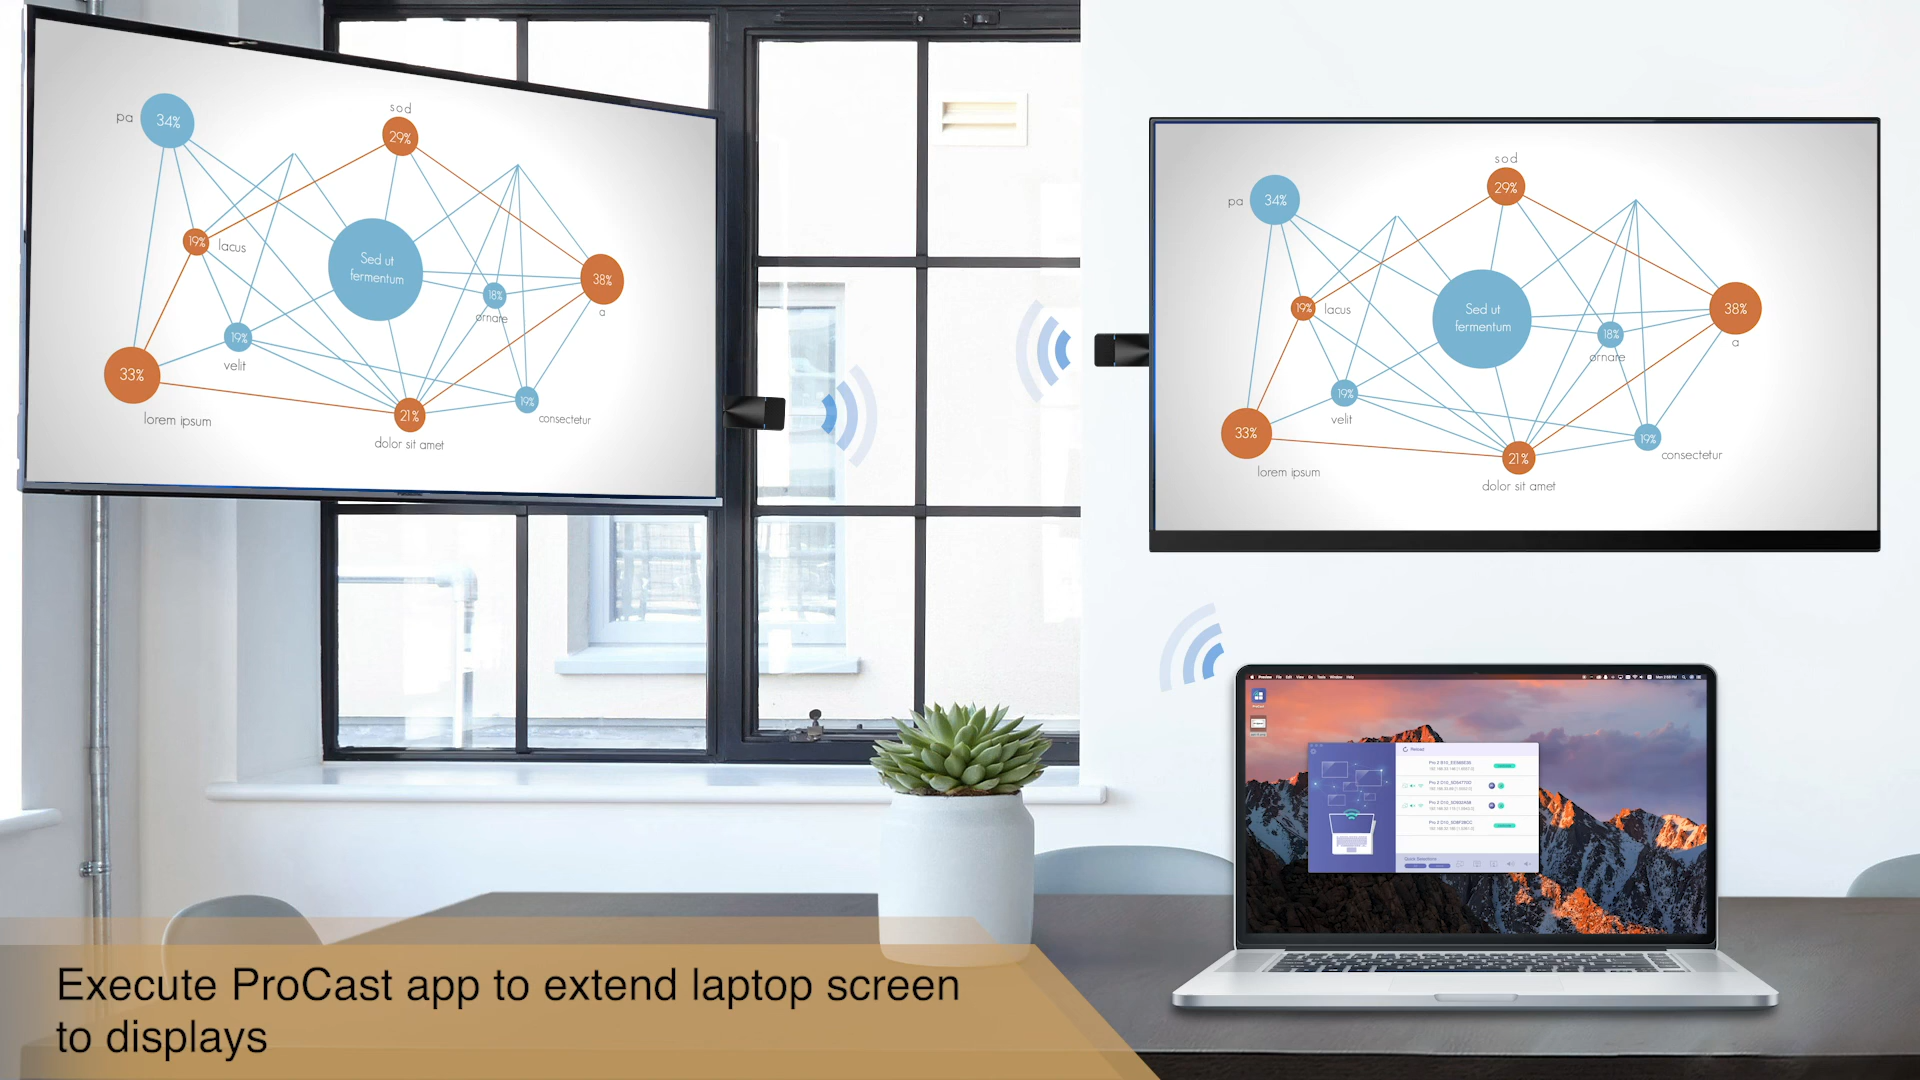 sod
pa
34%
29%
19%
lacus
Sed ut
fermentum
38%
18%
a
ornare
19%
velit
33%
19%
lorem ipsum
21%
consectetur
dolor sit amet
sod
29%
pa
34%
19%
lacus
Sed ut
fermentum
38%
18%
a
ornare
19%
velit
33%
19%
consectetur
21%
lorem ipsum
dolor sit amet
Reload
Execute ProCast app to extend laptop screen
to displays